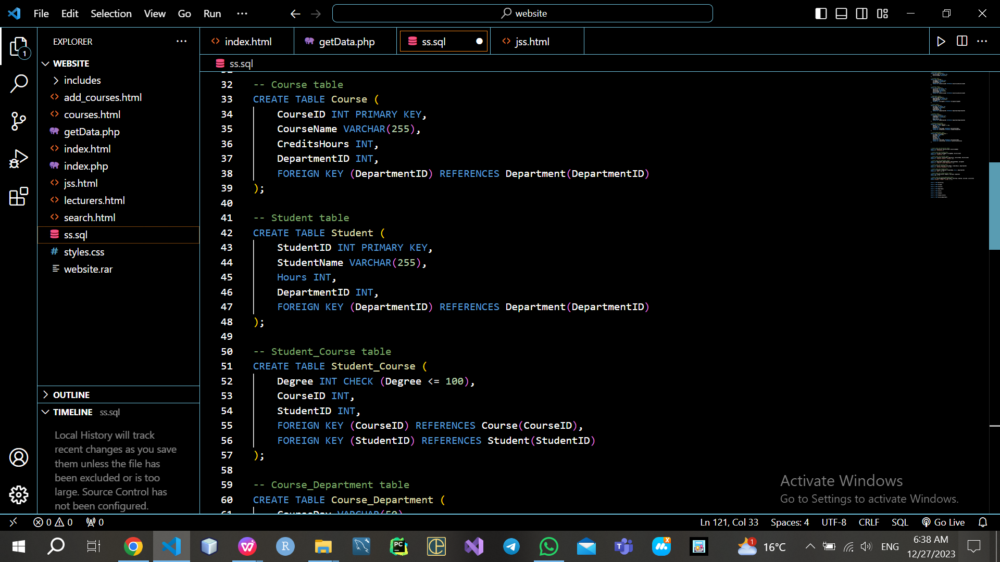 File Edit Selection View Go Run ··· website
EXPLORER ···
index.html getData.php ss.sql jss.html
WEBSITE
ss.sql
includes
add_courses.html
courses.html
getData.php
index.html
index.php
jss.html
lecturers.html
search.html
ss.sql
styles.css
website.rar
OUTLINE
TIMELINE ss.sql
Local History will track
recent changes as you save
them unless the file has
been excluded or is too
large. Source Control has
not been configured.
32 -- Course table
33 CREATE TABLE Course (
34 CourseID INT PRIMARY KEY,
35 CourseName VARCHAR(255),
36 CreditsHours INT,
37 DepartmentID INT,
38 FOREIGN KEY (DepartmentID) REFERENCES Department(DepartmentID)
39 );
40
41 -- Student table
42 CREATE TABLE Student (
43 StudentID INT PRIMARY KEY,
44 StudentName VARCHAR(255),
45 Hours INT,
46 DepartmentID INT,
47 FOREIGN KEY (DepartmentID) REFERENCES Department(DepartmentID)
48 );
49
50 -- Student_Course table
51 CREATE TABLE Student_Course (
52 Degree INT CHECK (Degree <= 100),
53 CourseID INT,
54 StudentID INT,
55 FOREIGN KEY (CourseID) REFERENCES Course(CourseID),
56 FOREIGN KEY (StudentID) REFERENCES Student(StudentID)
57 );
58
59 -- Course_Department table
60 CREATE TABLE Course_Department (
61 CourseDay VARCHAR(50)
Activate Windows
Go to Settings to activate Windows.
0 0 0 Ln 121, Col 33 Spaces: 4 UTF-8 CRLF SQL Go Live
1 16°C ENG 6:38 AM
12/27/2023